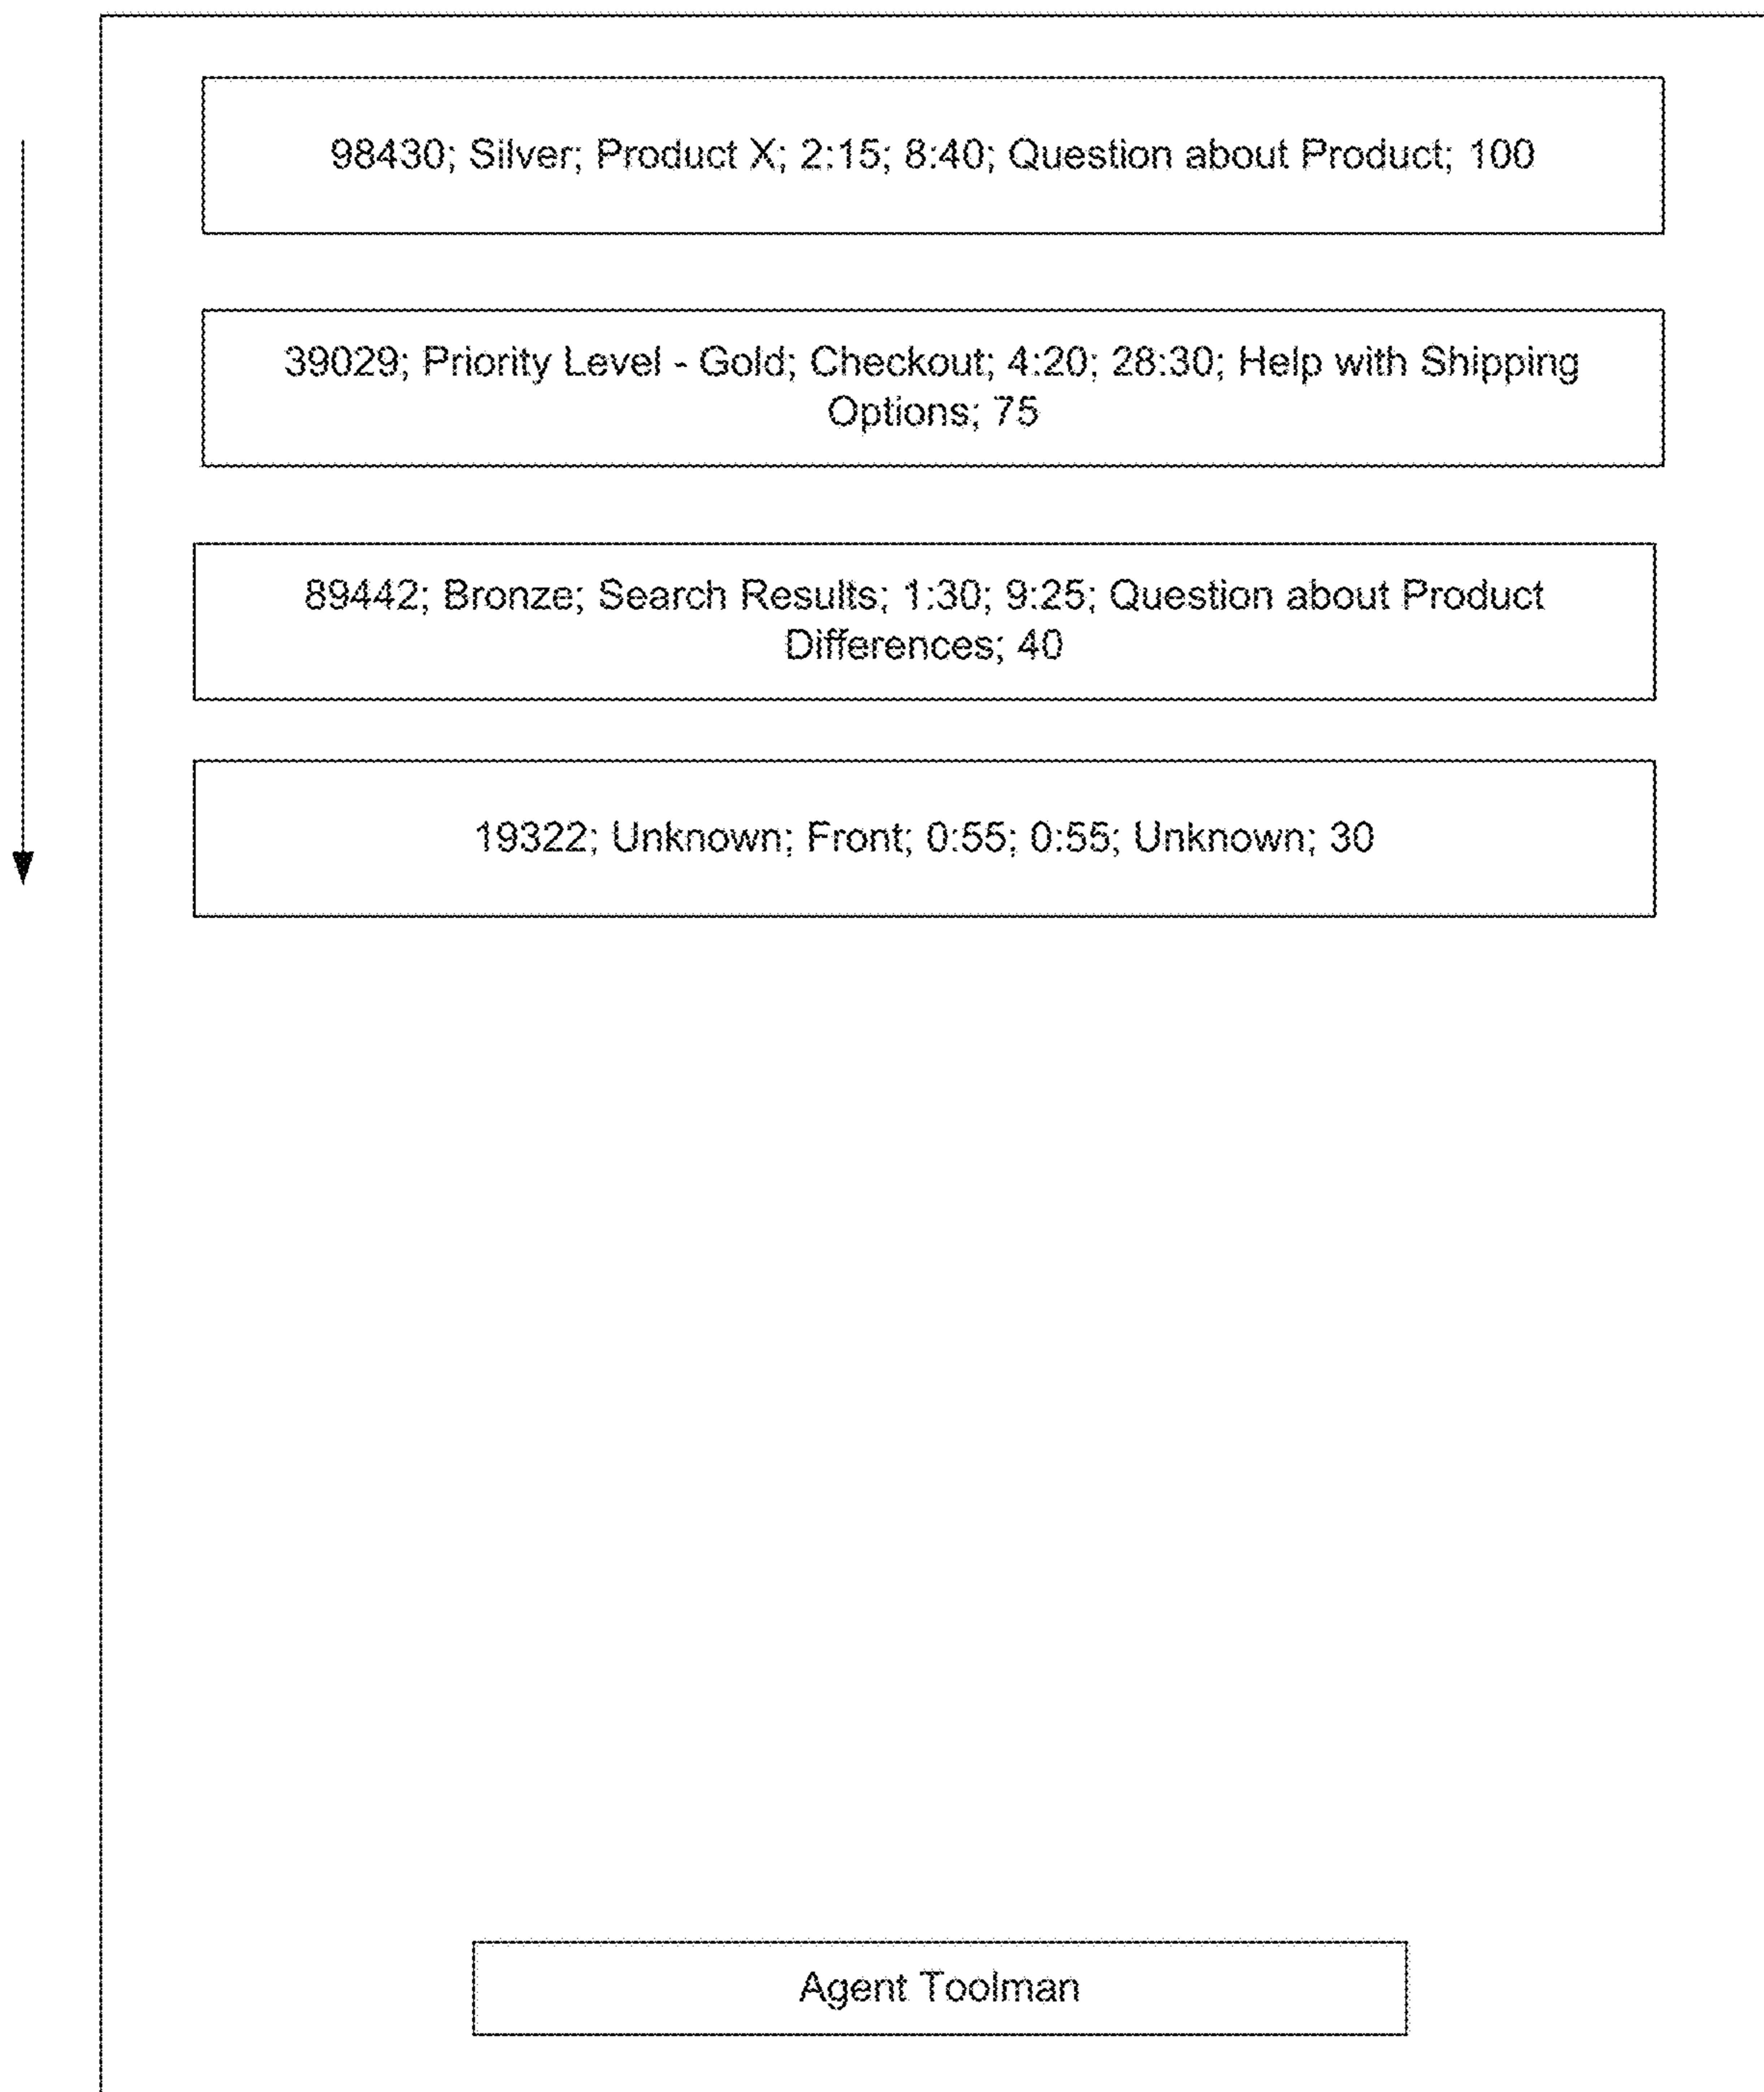 98430; Silver; Product X; 2:15; 8:40; Question about Product; 100
39029; Priority Level - Gold; Checkout; 4:20; 28:30; Help with Shipping
Options; 75
89442; Bronze; Search Results; 1:30; 9:25; Question about Product
Differences; 40
19322; Unknown; Front; 0:55; 0:55; Unknown; 30
Agent Toolman